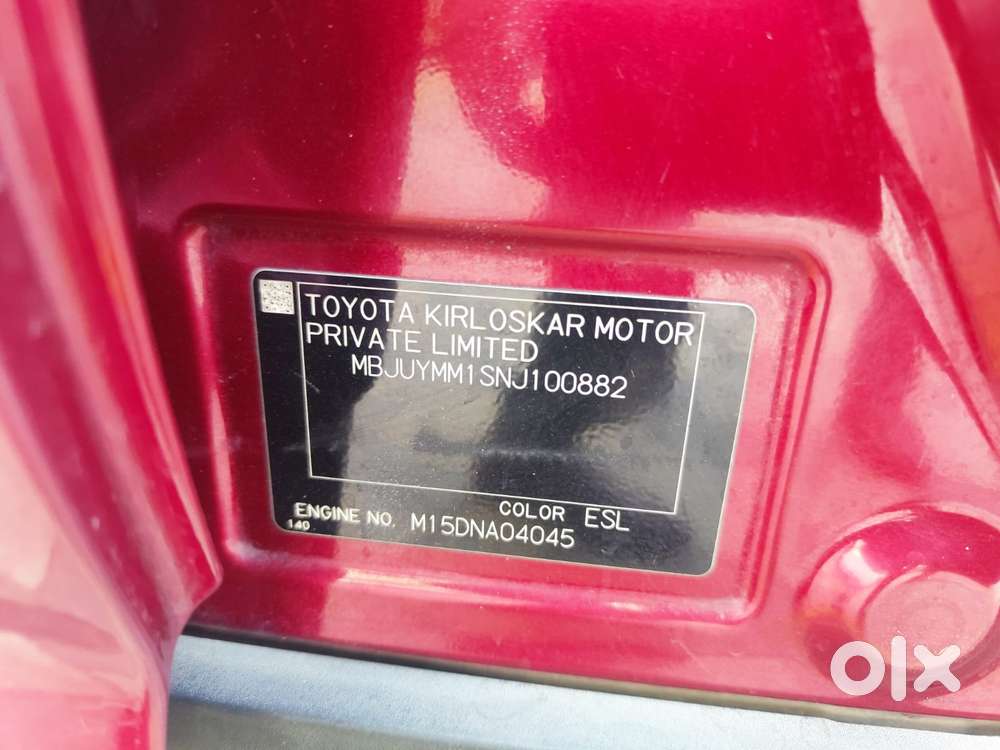 TOYOTA KIRLOSKAR MOTOR
PRIVATE LIMITED
MBJUYMM1SNJ100882
COLOR ESL
ENGINE NO. M15DNA04045
140
olx